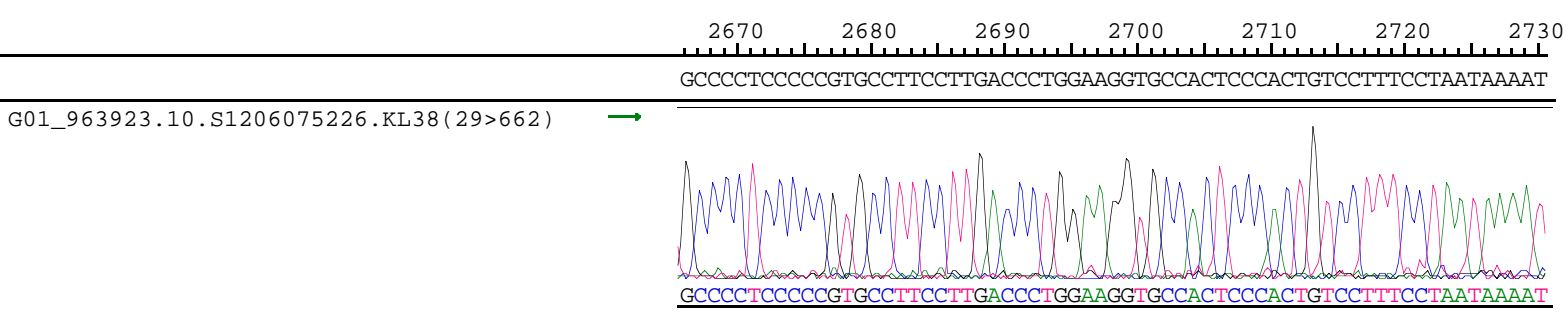 2670 2680 2690 2700 2710 2720 2730
GCCCCTCCCCCGTGCCTTCCTTGACCCTGGAAGGTGCCACTCCCACTGTCCTTTCCTAATAAAAT
G01_963923.10.S1206075226.KL38(29>662)
GCCCCTCCCCCGTGCCTTCCTTGACCCTGGAAGGTGCCACTCCCACTGTCCTTTCCTAATAAAAT